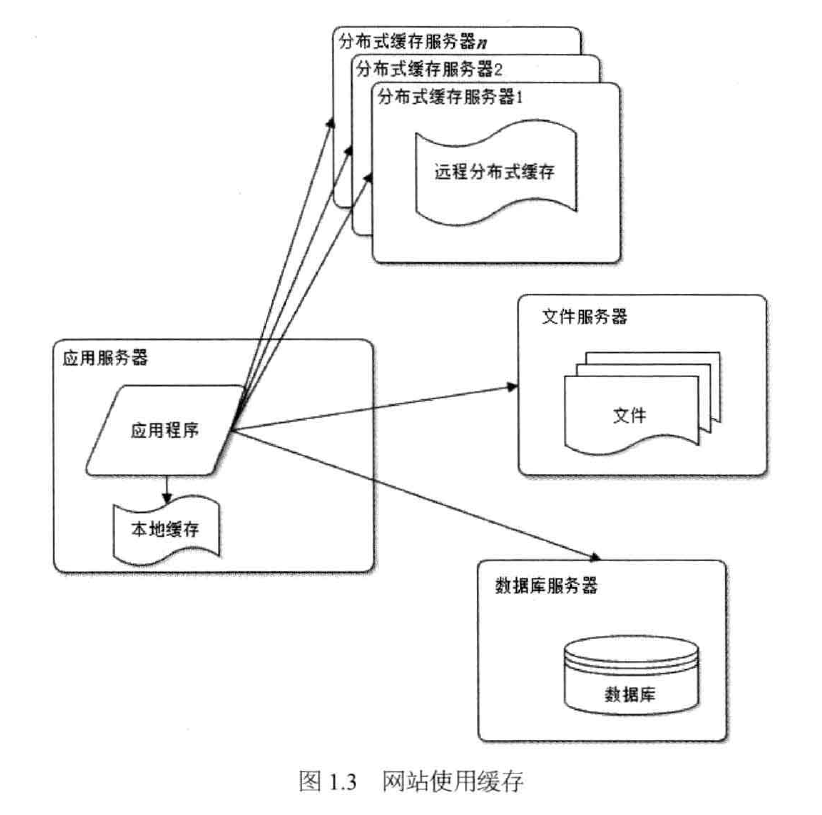 分布式缓存服务器n
分布式缓存服务器2
分布式缓存服务器1
远程分布式缓存
文件服务器
文件
应用服务器
应用程序
本地缓存
数据库服务器
数据库
图 1.3 网站使用缓存